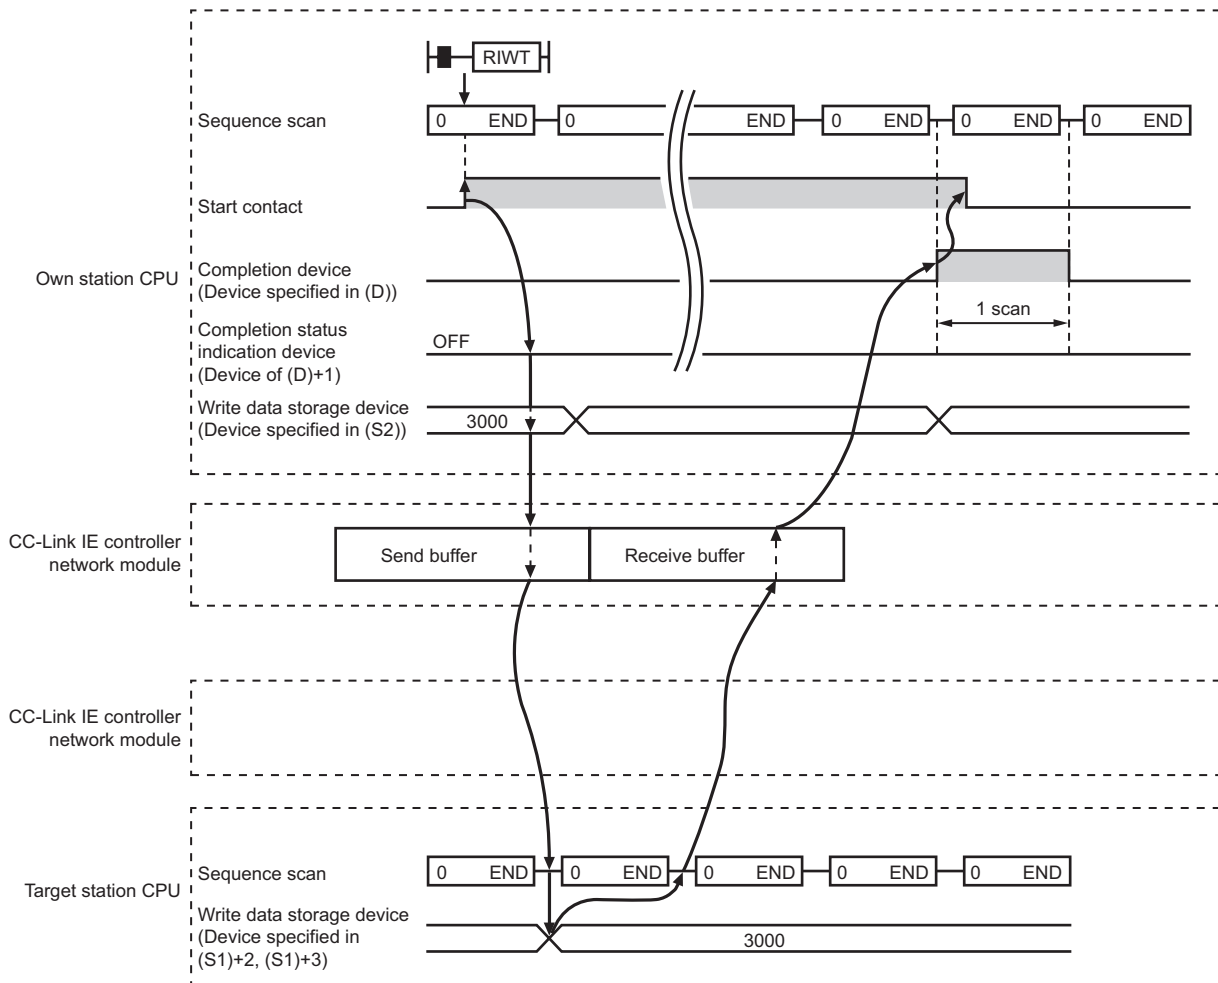 RIWT
Sequence scan
0 END 0 END 0 END 0 END 0 END
Start contact
Own station CPU
Completion device
(Device specified in (D))
1 scan
Completion status
indication device
(Device of (D)+1)
OFF
Write data storage device
(Device specified in (S2))
3000
CC-Link IE controller
network module
Send buffer
Receive buffer
CC-Link IE controller
network module
Target station CPU
Sequence scan
0 END 0 END 0 END 0 END 0 END
Write data storage device
(Device specified in
(S1)+2, (S1)+3)
3000